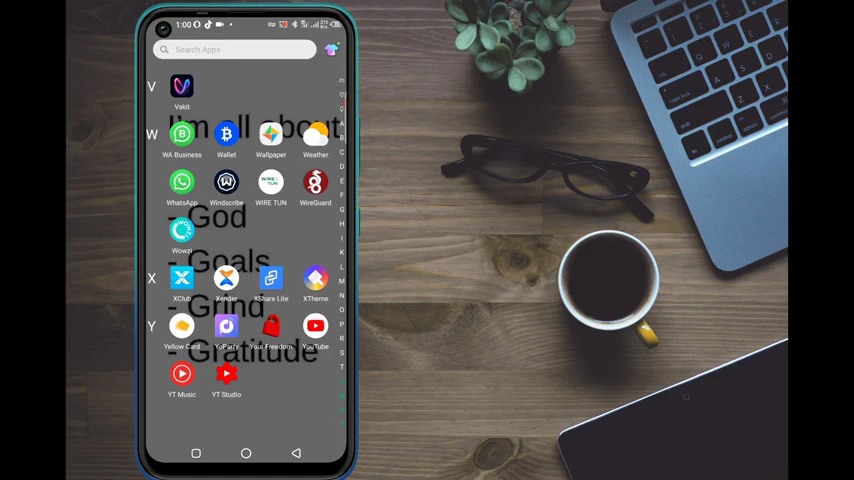 1:00
Search Apps
V
Vskit
I'm all about
W
WA Business Wallet Wallpaper Weather
WhatsApp Windscribe WIRE TUN WireGuard
- God
Wowzi
- Goals
X
XClub Xender XShare Lite XTheme
- Grind
Y
Yellow Card YoParty Your Freedom YouTube
- Gratitude
YT Music YT Studio
A
B
C
D
E
F
G
H
I
K
L
M
N
O
P
R
S
T